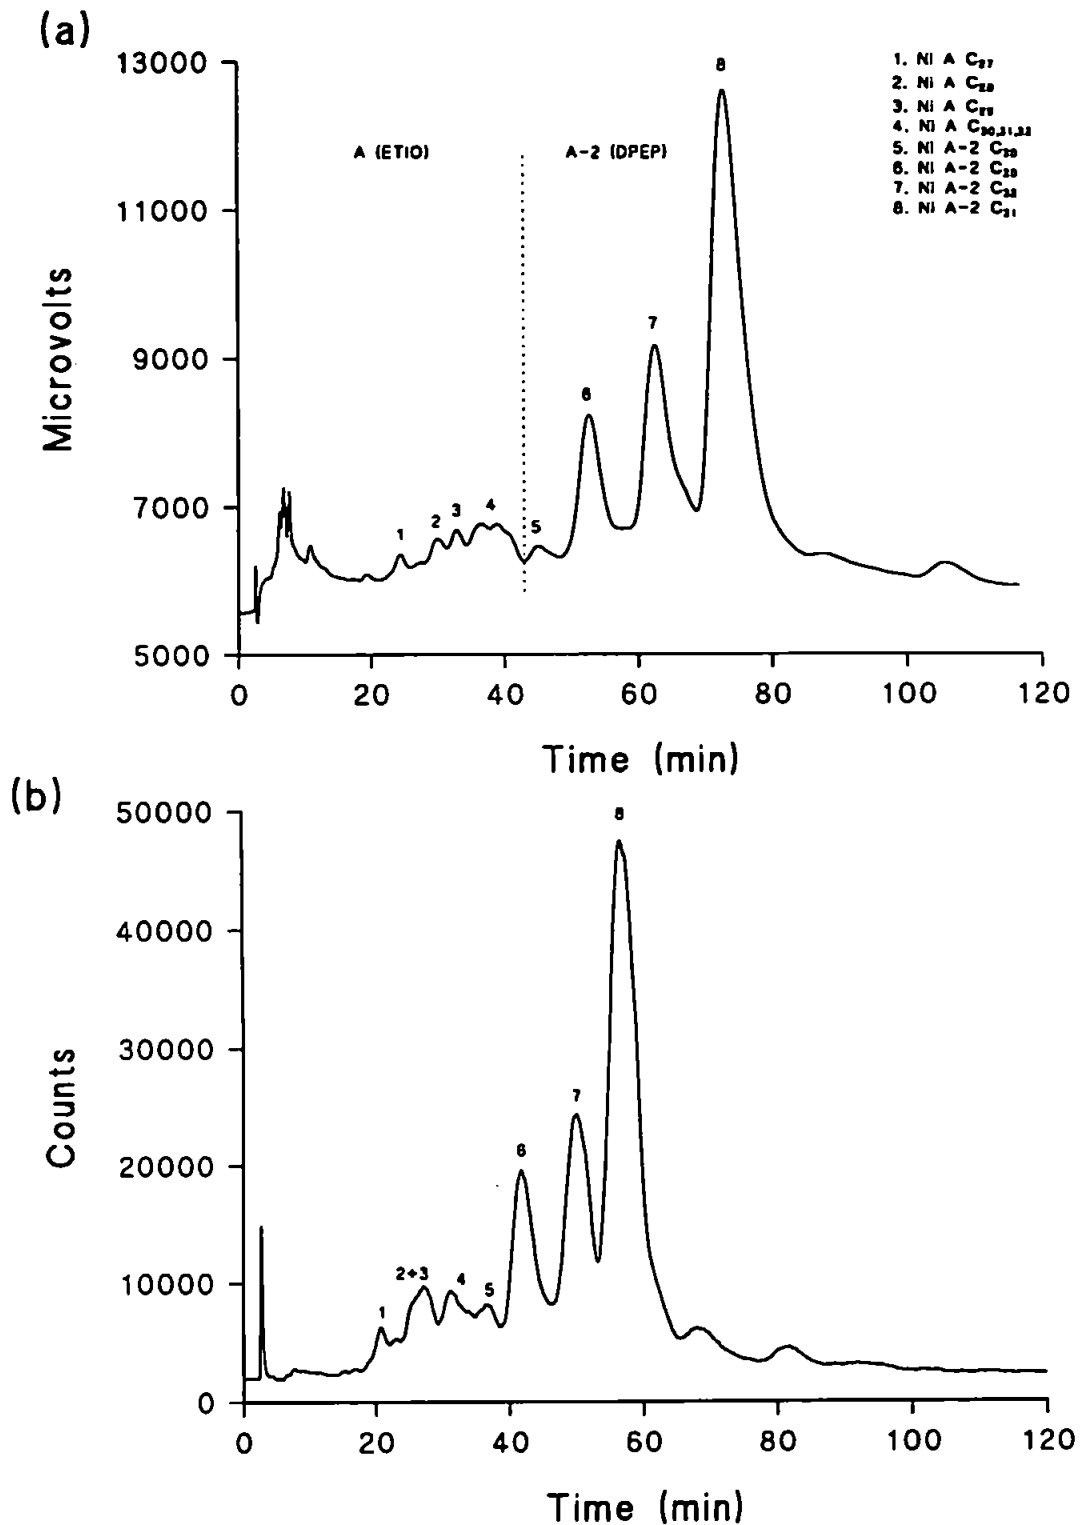 (a)
13000
11000
9000
7000
5000
Microvolts
A (ETIO)
A-2 (DPEP)
1. Ni A C27
2. Ni A C28
3. Ni A C29
4. Ni A C30,31,32
5. Ni A-2 C
6. Ni A-2 C
7. Ni A-2 C32
8. Ni A-2 C31
1
2
3
4
5
6
7
8
0 20 40 60 80 100 120
Time (min)
(b)
50000
40000
30000
20000
10000
0
Counts
1
2+3
4
5
6
7
8
0 20 40 60 80 100 120
Time (min)